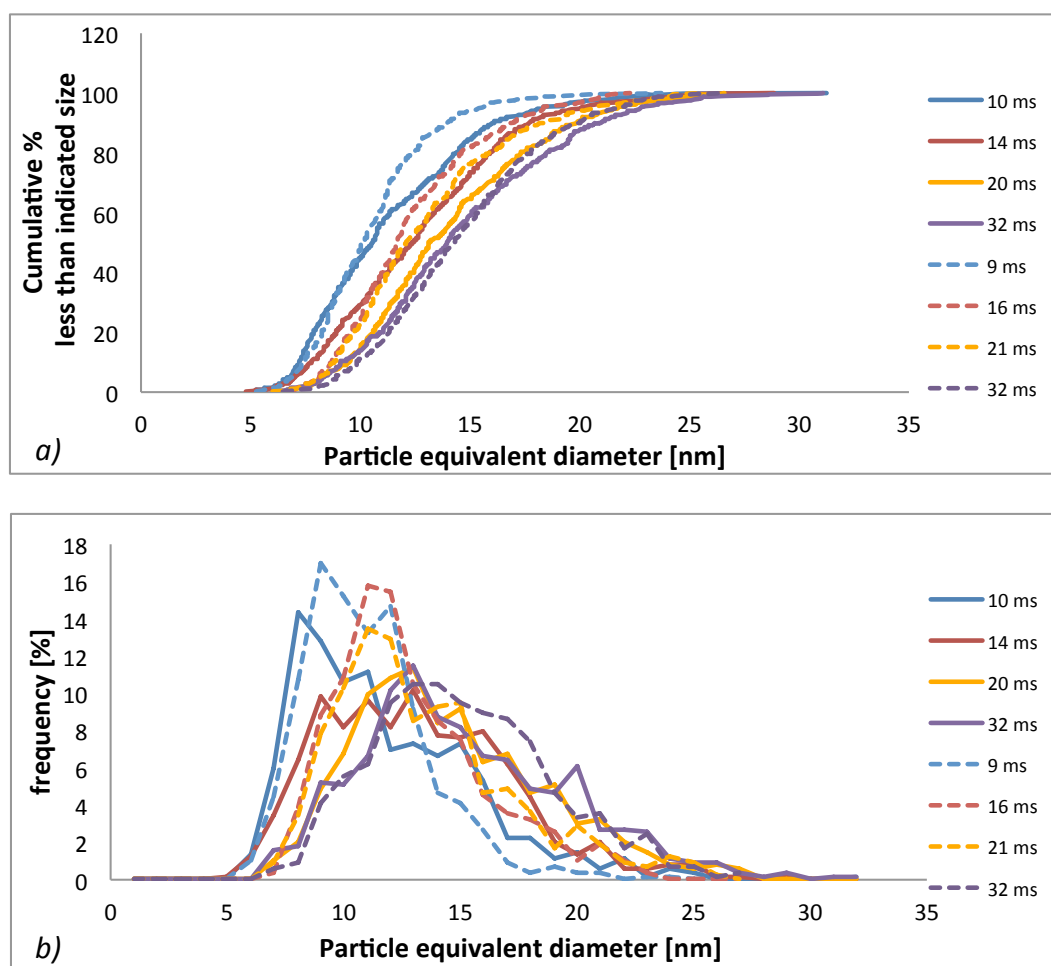 120
100
80
60
40
20
0
Cumulative %
less than indicated size
0 5 10 15 20 25 30 35
Particle equivalent diameter [nm]
a)
10 ms
14 ms
20 ms
32 ms
9 ms
16 ms
21 ms
32 ms
18
16
14
12
10
8
6
4
2
0
frequency [%]
0 5 10 15 20 25 30 35
Particle equivalent diameter [nm]
b)
10 ms
14 ms
20 ms
32 ms
9 ms
16 ms
21 ms
32 ms